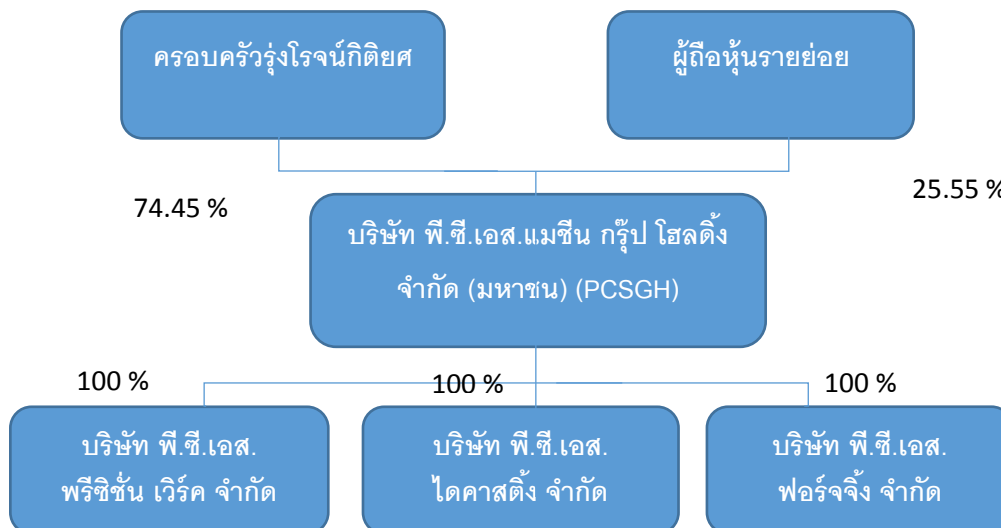 ครอบครัวรุ่งโรจน์กิติยศ
ผู้ถือหุ้นรายย่อย
74.45 %
25.55 %
บริษัท พี.ซี.เอส.แมชีน กรุ๊ป โฮลดิ้ง
จำกัด (มหาชน) (PCSGH)
100 %
100 %
100 %
บริษัท พี.ซี.เอส.
พรีซิชั่น เวิร์ค จำกัด
บริษัท พี.ซี.เอส.
ไดคาสติ้ง จำกัด
บริษัท พี.ซี.เอส.
ฟอร์จจิ้ง จำกัด